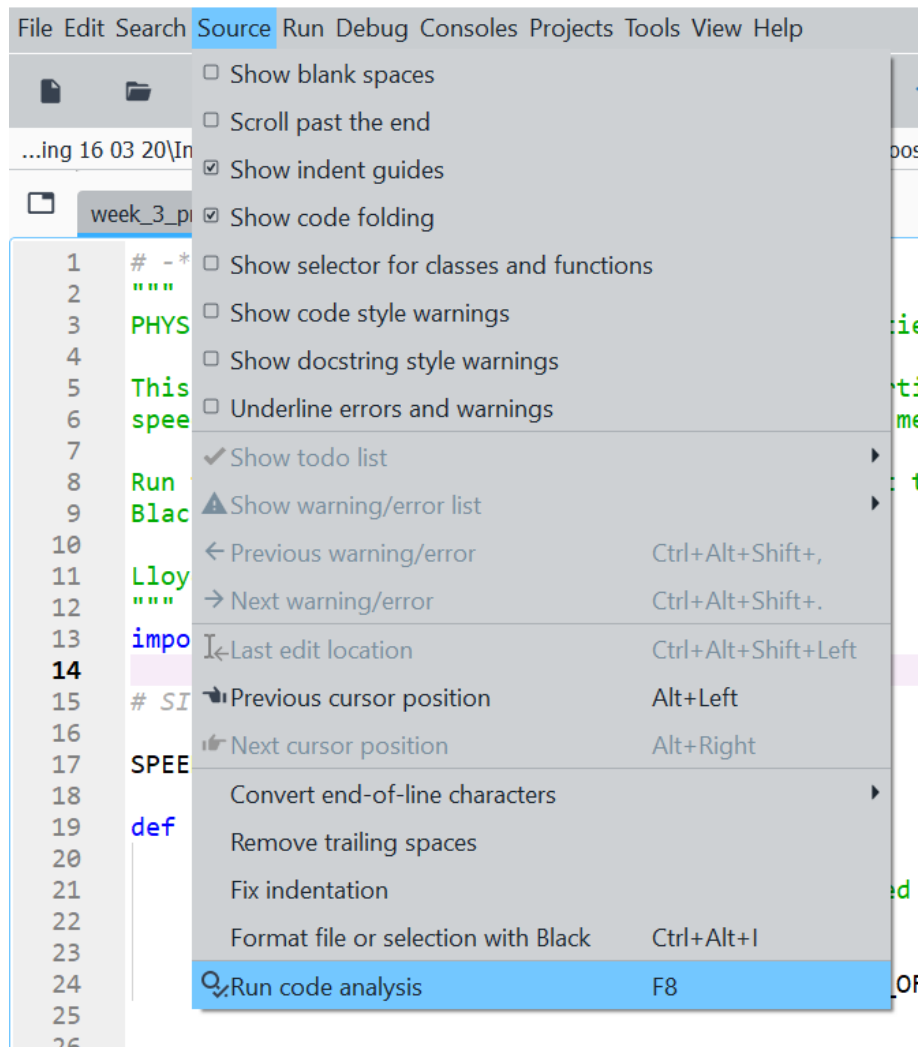 File Edit Search Source Run Debug Consoles Projects Tools View Help
Show blank spaces
Scroll past the end
...ing 16 03 20\In
Show indent guides
week_3_p
Show code folding
1 # -*
Show selector for classes and functions
2 """
Show code style warnings
3 PHYS
4
Show docstring style warnings
5 This
6 spee
Underline errors and warnings
7
Show todo list
8 Run
Show warning/error list
9 Blac
10
Previous warning/error Ctrl+Alt+Shift+,
11 Lloy
12 """
Next warning/error Ctrl+Alt+Shift+.
13 impo
Last edit location Ctrl+Alt+Shift+Left
14
15 # SI
Previous cursor position Alt+Left
16
Next cursor position Alt+Right
17 SPEE
18
Convert end-of-line characters
19 def
Remove trailing spaces
20
21
Fix indentation
22
Format file or selection with Black Ctrl+Alt+I
23
24
Run code analysis F8
25
26